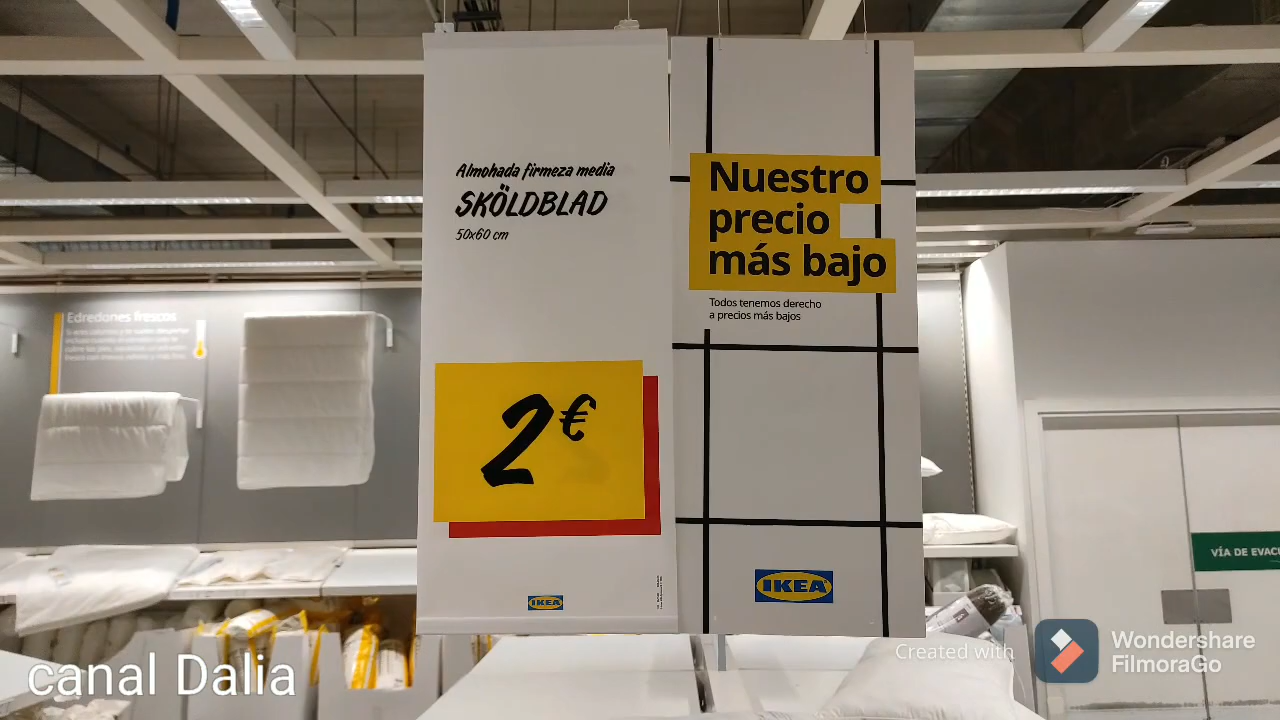 Almohada firmeza media
SKÖLDBLAD
50x60 cm
2€
IKEA
Nuestro
precio
más bajo
Todos tenemos derecho
a precios más bajos
IKEA
Edredones frescos
VÍA DE EVACU
canal Dalia
Created with
Wondershare
FilmoraGo